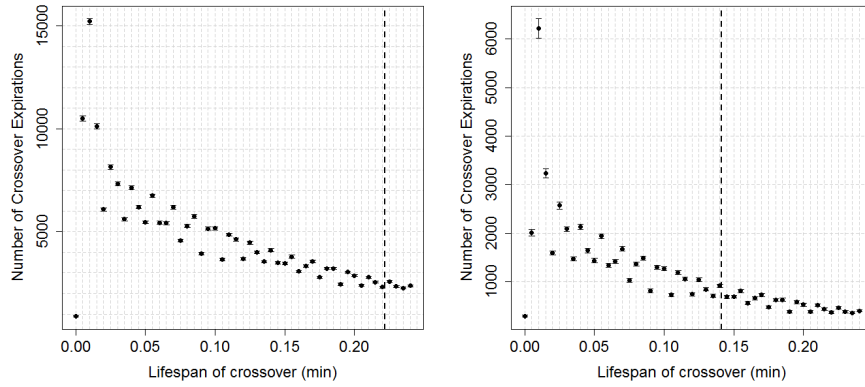 Number of Crossover Expirations
15000
5000
0.00 0.05 0.10 0.15 0.20
Lifespan of crossover (min)
Number of Crossover Expirations
6000
5000
4000
3000
2000
1000
0.00 0.05 0.10 0.15 0.20
Lifespan of crossover (min)